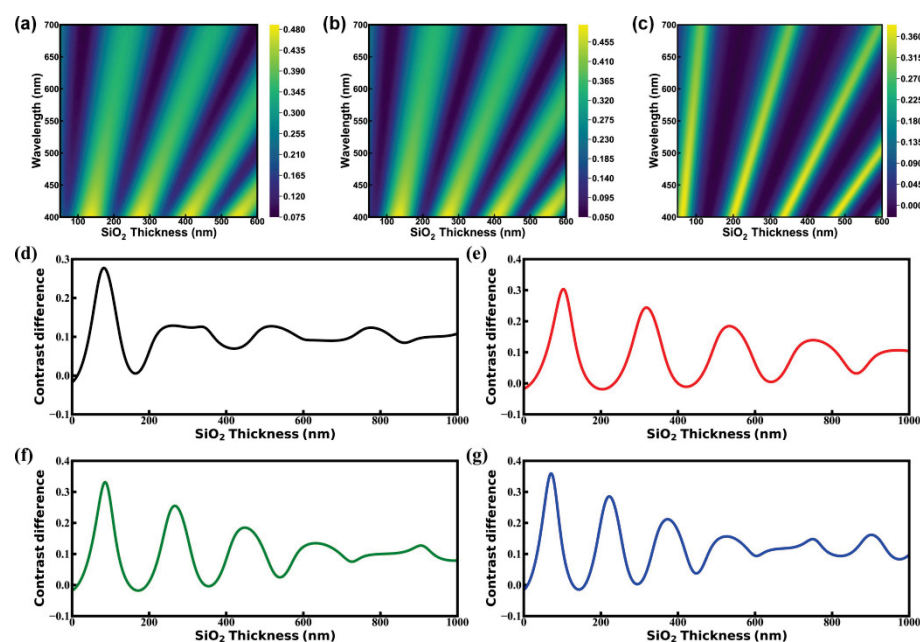 (a)
700
650
600
550
500
450
400
Wavelength (nm)
100 200 300 400 500 600
SiO₂ Thickness (nm)
0.480
0.435
0.390
0.345
0.300
0.255
0.210
0.165
0.120
0.075
(b)
700
650
600
550
500
450
400
Wavelength (nm)
100 200 300 400 500 600
SiO₂ Thickness (nm)
0.455
0.410
0.365
0.320
0.275
0.230
0.185
0.140
0.095
0.050
(c)
700
650
600
550
500
450
400
Wavelength (nm)
100 200 300 400 500 600
SiO₂ Thickness (nm)
0.360
0.315
0.270
0.225
0.180
0.135
0.090
0.045
0.000
(d)
0.3
0.2
0.1
0.0
−0.1
Contrast difference
0 200 400 600 800 1000
SiO₂ Thickness (nm)
(e)
0.4
0.3
0.2
0.1
0.0
−0.1
Contrast difference
0 200 400 600 800 1000
SiO₂ Thickness (nm)
(f)
0.4
0.3
0.2
0.1
0.0
−0.1
Contrast difference
0 200 400 600 800 1000
SiO₂ Thickness (nm)
(g)
0.4
0.3
0.2
0.1
0.0
−0.1
Contrast difference
0 200 400 600 800 1000
SiO₂ Thickness (nm)